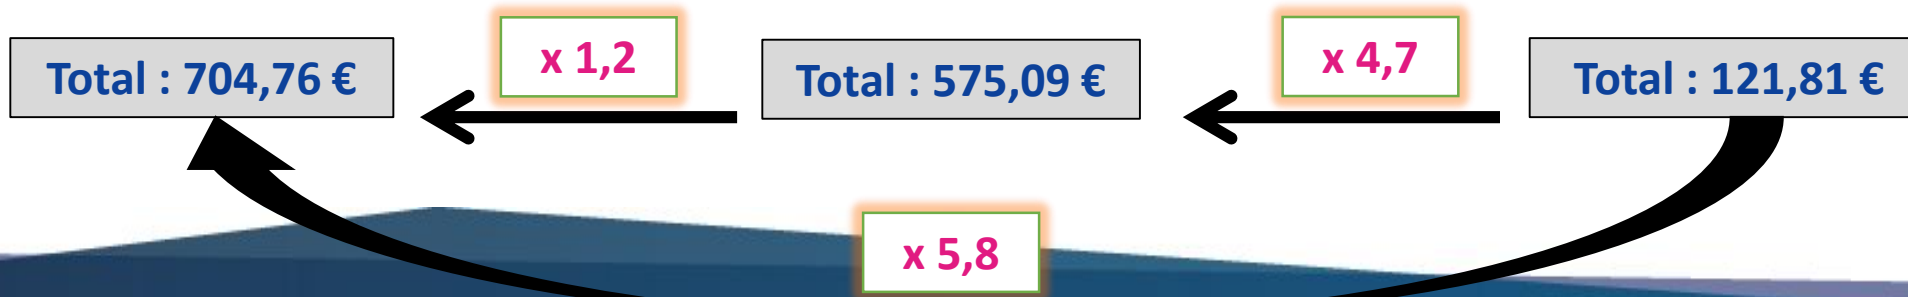 Total : 704,76 €
x 1,2
Total : 575,09 €
x 4,7
Total : 121,81 €
x 5,8